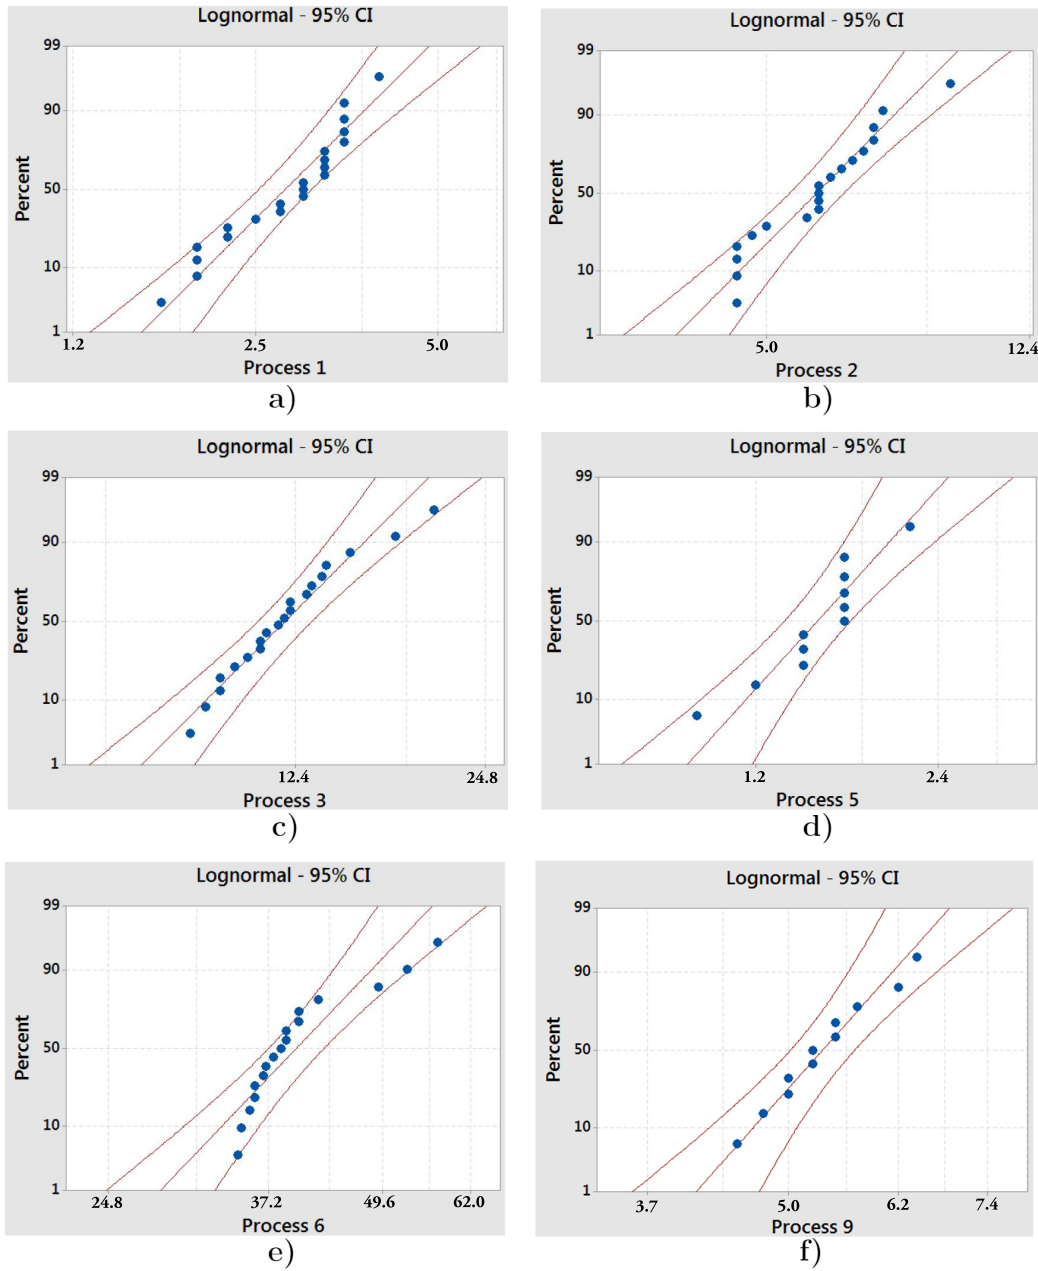 Lognormal - 95% CI
99
90
50
10
1
Percent
1.2 2.5 5.0
Process 1
a)
Lognormal - 95% CI
99
90
50
10
1
Percent
5.0 12.4
Process 2
b)
Lognormal - 95% CI
99
90
50
10
1
Percent
12.4 24.8
Process 3
c)
Lognormal - 95% CI
99
90
50
10
1
Percent
1.2 2.4
Process 5
d)
Lognormal - 95% CI
99
90
50
10
1
Percent
24.8 37.2 49.6 62.0
Process 6
e)
Lognormal - 95% CI
99
90
50
10
1
Percent
3.7 5.0 6.2 7.4
Process 9
f)